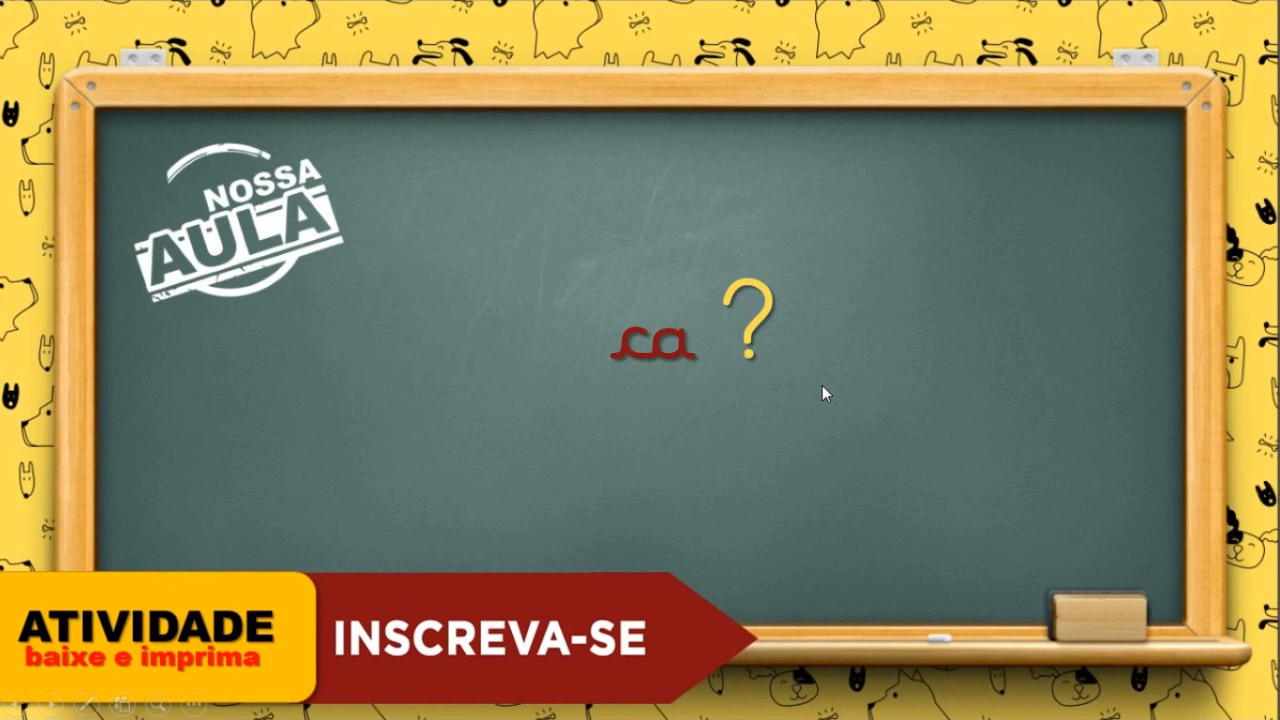 NOSSA
AULA
ca ?
ATIVIDADE
baixe e imprima
INSCREVA-SE